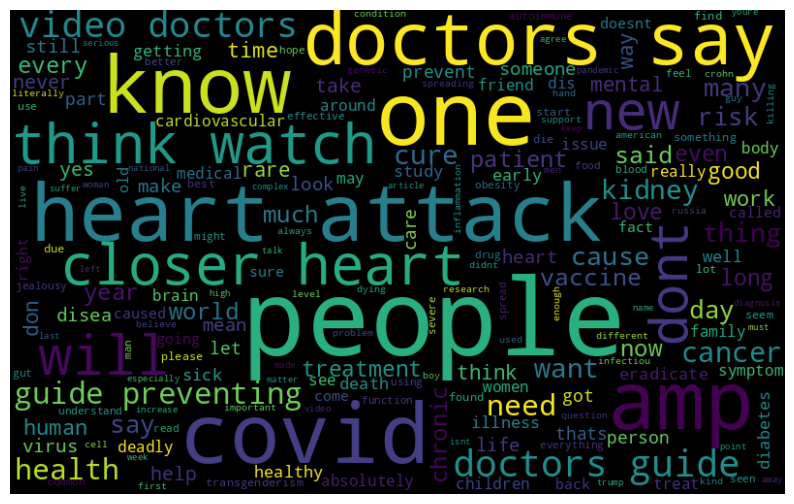 video doctors
doctors say
condition
autoimmune
find
youre
still
getting
time
hope
serious
agree
doesnt
know
genetic
pandemic
every
better
prevent
someone
dis
way
feel
crohn
never
literally
spreading
around
friend
one
new
mental
many
guy
killing
part
take
hand
use
cardiovascular
effective
start
support
keep
american
something
risk
think watch
die
issue
cure
patient
said
even
body
yes
medical
rare
study
early
blood
really
good
pain
national
old
make
best
look
may
men
food
kidney
suffer
woman
complex
article
obesity
inflammation
work
live
heart attack
love
russia
called
might
much
always
care
fact
thing
due
talk
drug
heart
cause
well
right
left
sure
didnt
closer heart
dont
vaccine
lot
long
jealousy
year
brain
high
level
dying
research
name
diagnosis
don
disea
caused
world
believe
people
severe
spread
enough
seem
day
must
last
mean
problem
used
different
family
will
going
man
let
please
made
treatment
think
want
now
cancer
infectiou
symptom
gut
sick
see
death
using
boy
women
got
eradicate
guide preventing
especially
matter
come
function
need
amp
understand
increase
important
video
found
question
human
say
read
covid
chronic
illness
thats
person
diabetes
virus
cell
isnt
life
everything
point
week
deadly
doctors guide
health
help
healthy
first
transgenderism
absolutely
children
back
trump
treat
kind
seen
away